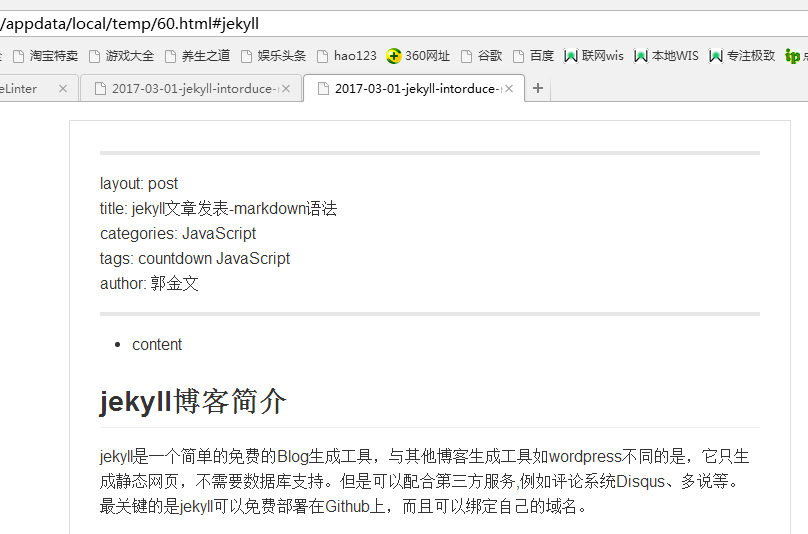 /appdata/local/temp/60.html#jekyll
淘宝特卖 游戏大全 养生之道 娱乐头条 hao123 360网址 谷歌 百度 联网wis 本地WIS 专注极致
eLinter 2017-03-01-jekyll-intorduce- 2017-03-01-jekyll-intorduce-
layout: post
title: jekyll文章发表-markdown语法
categories: JavaScript
tags: countdown JavaScript
author: 郭金文
content
jekyll博客简介
jekyll是一个简单的免费的Blog生成工具，与其他博客生成工具如wordpress不同的是，它只生
成静态网页，不需要数据库支持。但是可以配合第三方服务,例如评论系统Disqus、多说等。
最关键的是jekyll可以免费部署在Github上，而且可以绑定自己的域名。